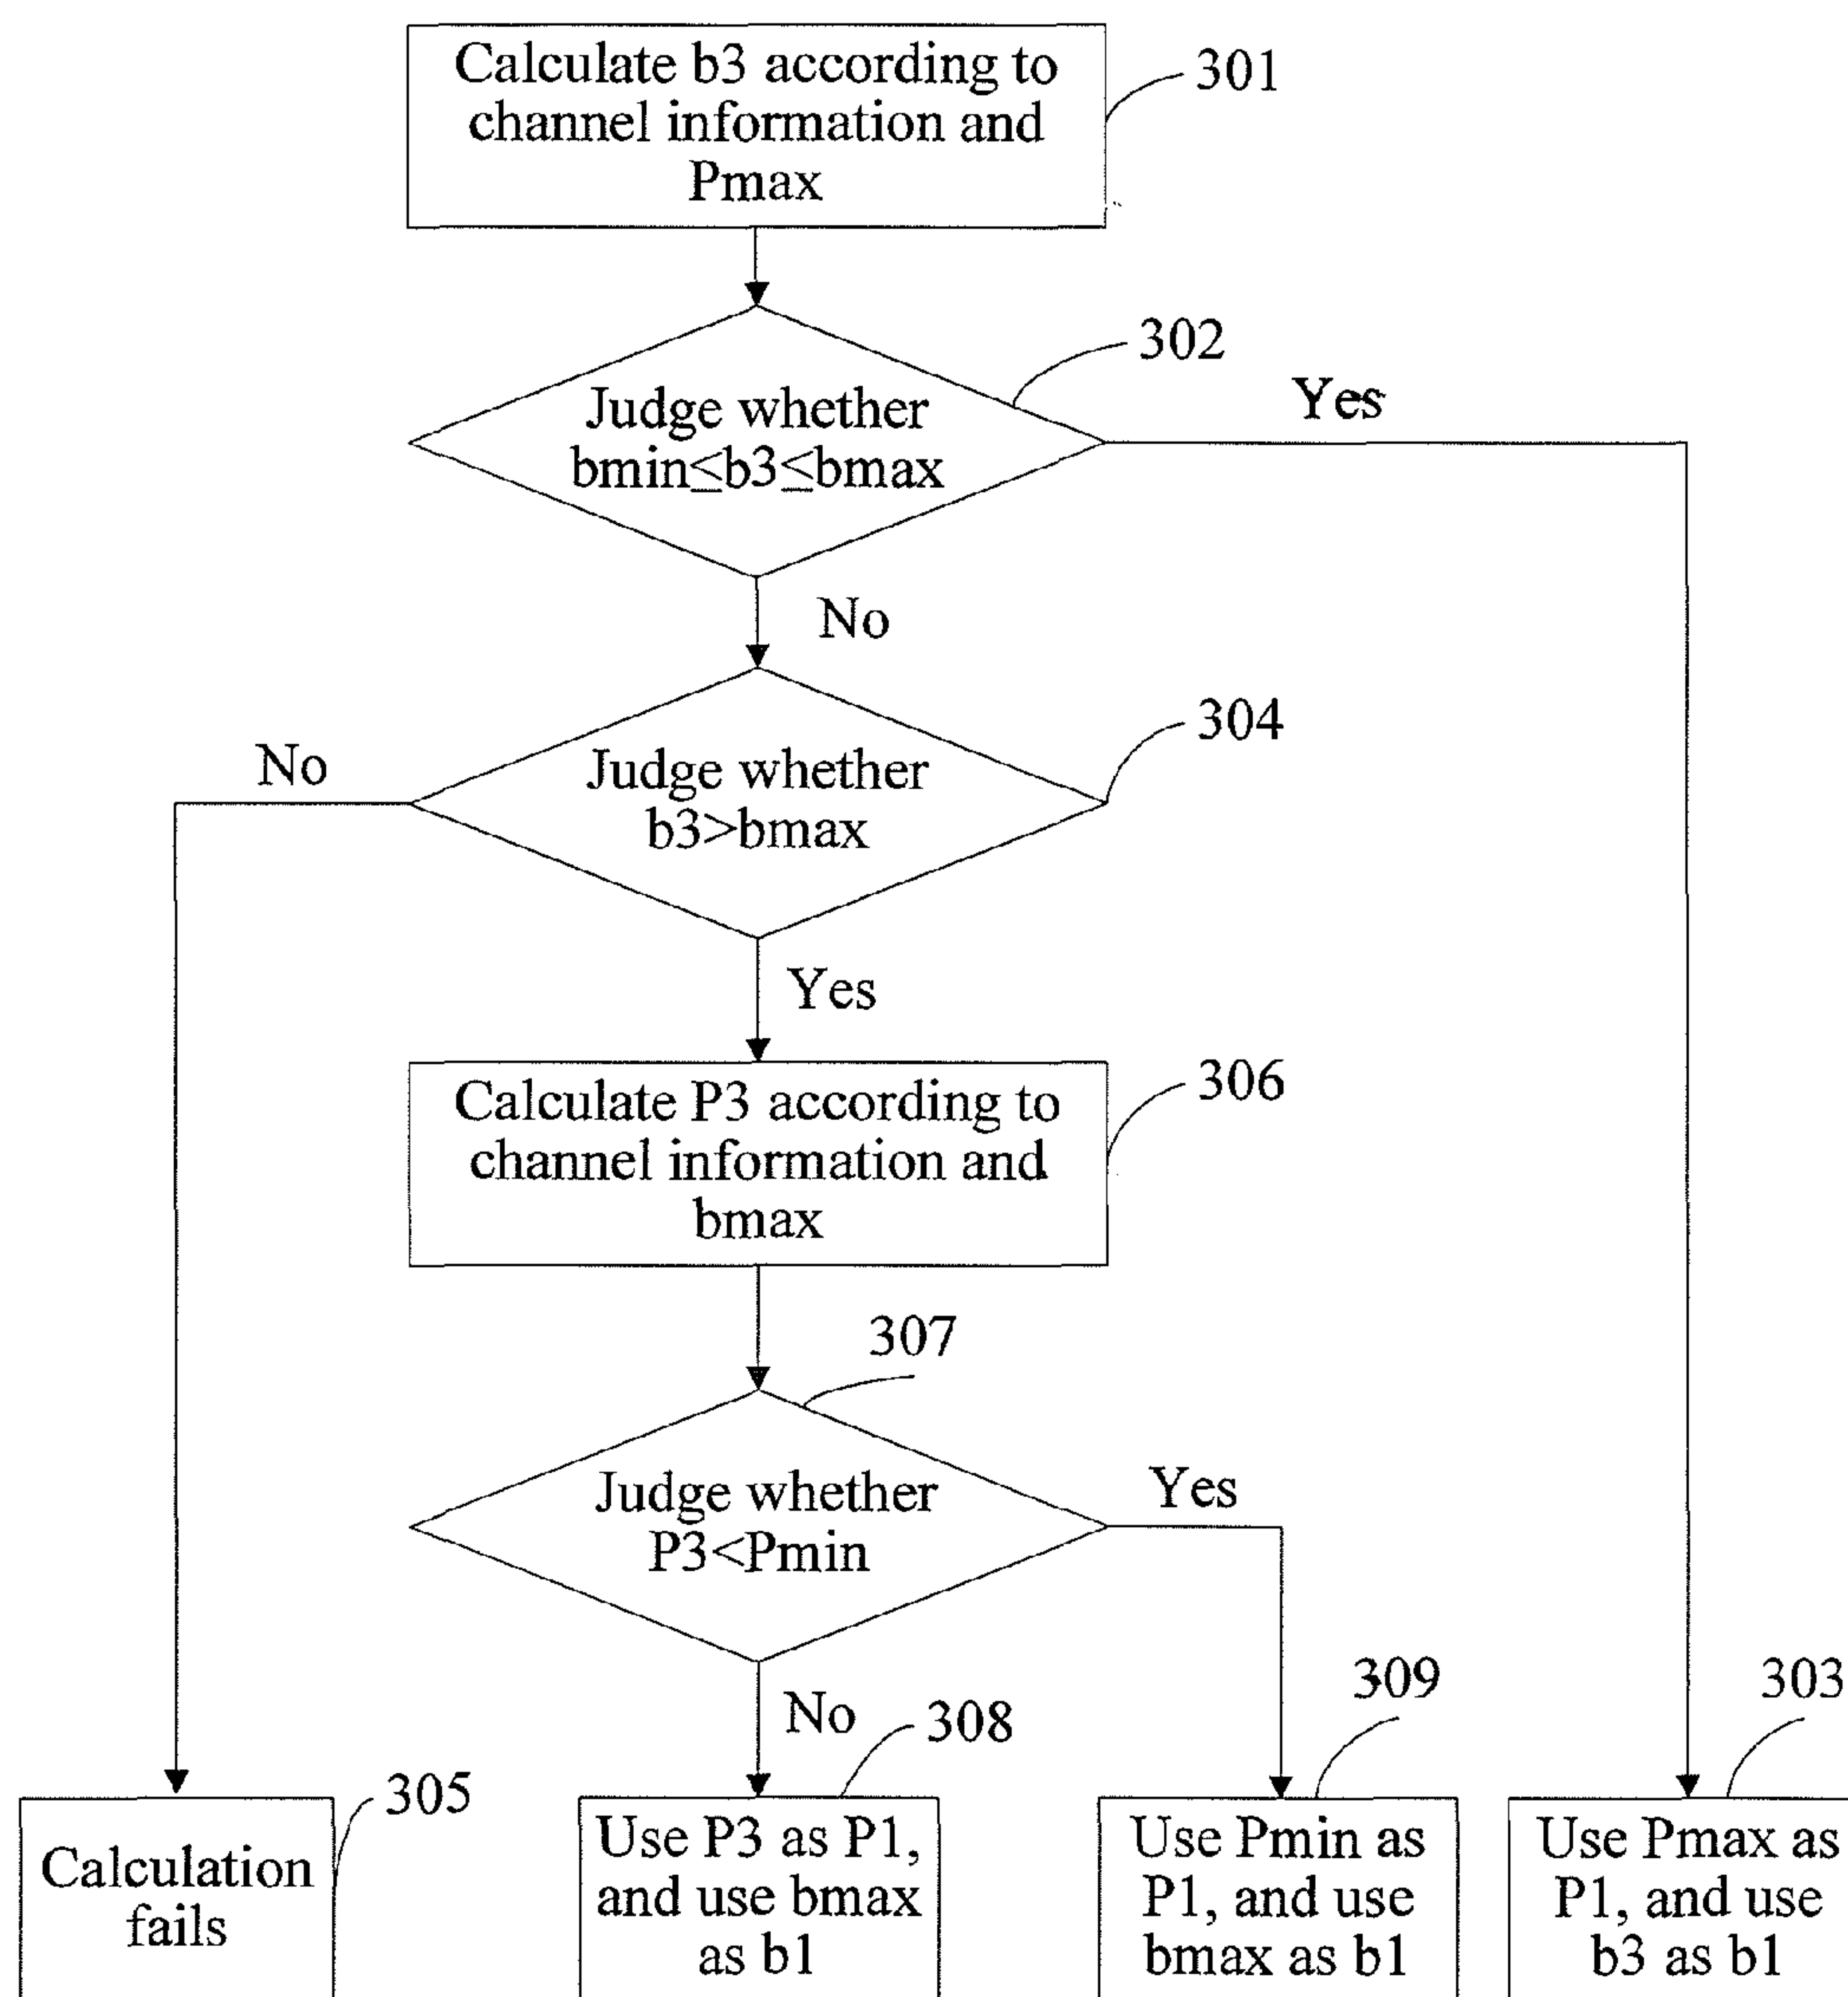 Calculate b3 according to
channel information and
Pmax
301
302
Judge whether
bmin≤b3≤bmax
Yes
No
304
Judge whether
b3>bmax
No
Yes
306
Calculate P3 according to
channel information and
bmax
307
Judge whether
P3<Pmin
Yes
No
305
Calculation
fails
308
Use P3 as P1,
and use bmax
as b1
309
Use Pmin as
P1, and use
bmax as b1
303
Use Pmax as
P1, and use
b3 as b1